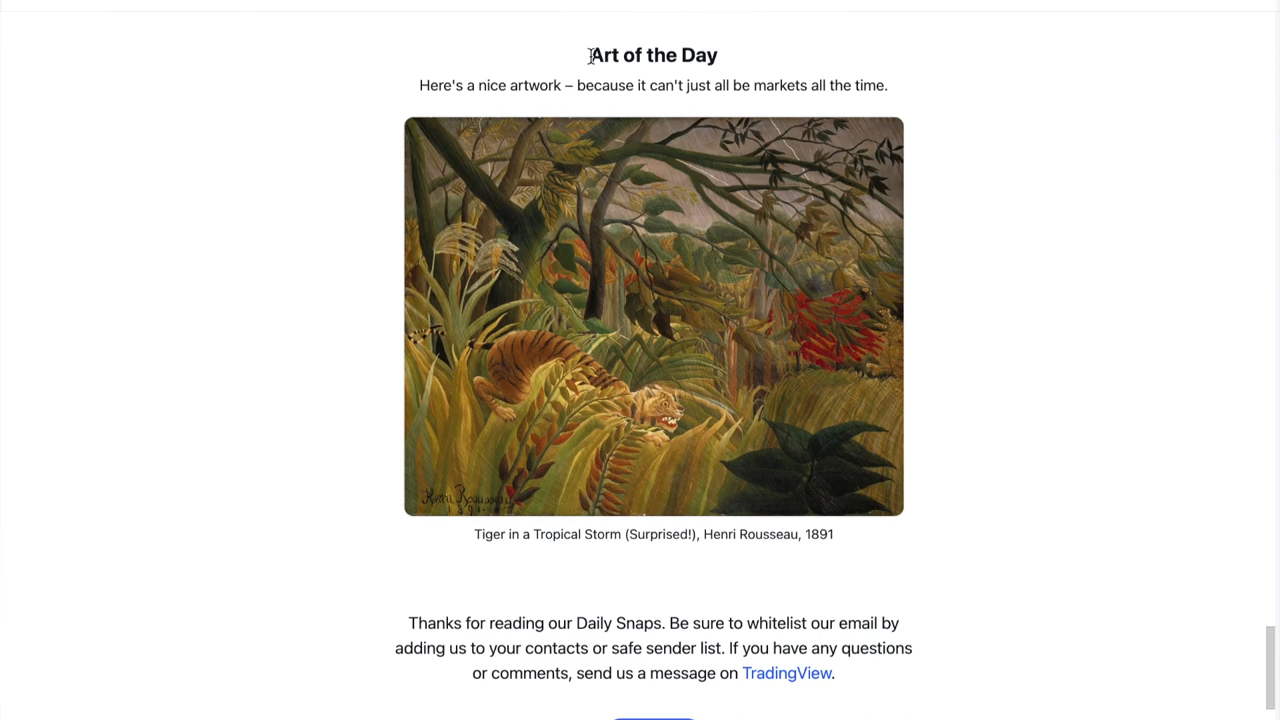 Art of the Day
Here's a nice artwork – because it can't just all be markets all the time.
Henri Rousseau
1891
Tiger in a Tropical Storm (Surprised!), Henri Rousseau, 1891
Thanks for reading our Daily Snaps. Be sure to whitelist our email by
adding us to your contacts or safe sender list. If you have any questions
or comments, send us a message on TradingView.